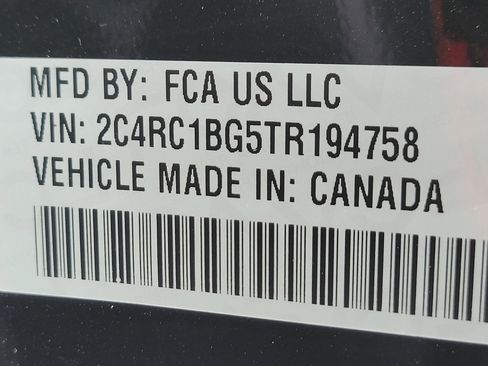 MFD BY: FCA US LLC
VIN: 2C4RC1BG5TR194758
VEHICLE MADE IN: CANADA